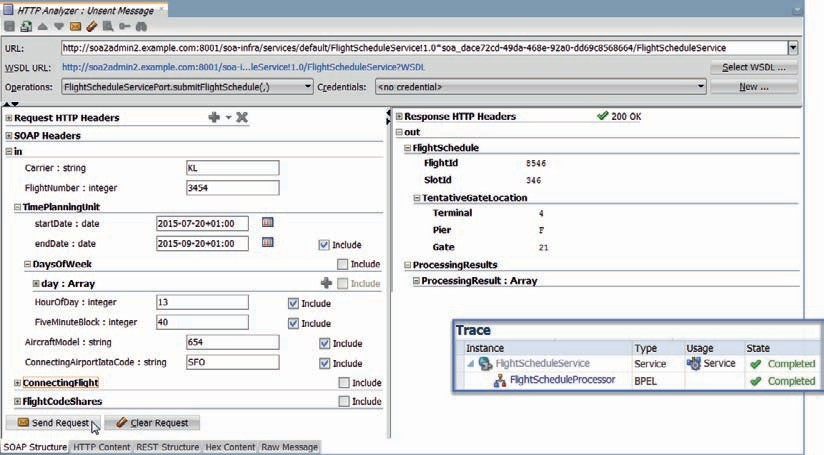 HTTP Analyzer : Unsent Message
URL: http://soa2admin2.example.com:8001/soa-infra/services/default/FlightScheduleService!1.0*soa_dace72cd-49da-468e-92a0-dd69c8568664/FlightScheduleService
WSDL URL: http://soa2admin2.example.com:8001/soa-i...leService!1.0/FlightScheduleService?WSDL Select WSDL ...
Operations: FlightScheduleServicePort.submitFlightSchedule(,) Credentials: <no credential> New ...
Request HTTP Headers
SOAP Headers
in
Carrier : string KL
FlightNumber : integer 3454
TimePlanningUnit
startDate : date 2015-07-20+01:00
endDate : date 2015-09-20+01:00 Include
DaysOfWeek Include
day : Array Include
HourOfDay : integer 13 Include
FiveMinuteBlock : integer 40 Include
AircraftModel : string 654 Include
ConnectingAirportIataCode : string SFO Include
ConnectingFlight Include
FlightCodeShares Include
Send Request Clear Request
SOAP Structure HTTP Content REST Structure Hex Content Raw Message
Response HTTP Headers 200 OK
out
FlightSchedule
FlightId 8546
SlotId 346
TentativeGateLocation
Terminal 4
Pier F
Gate 21
ProcessingResults
ProcessingResult : Array
Trace
Instance Type Usage State
FlightScheduleService Service Service Completed
FlightScheduleProcessor BPEL Completed